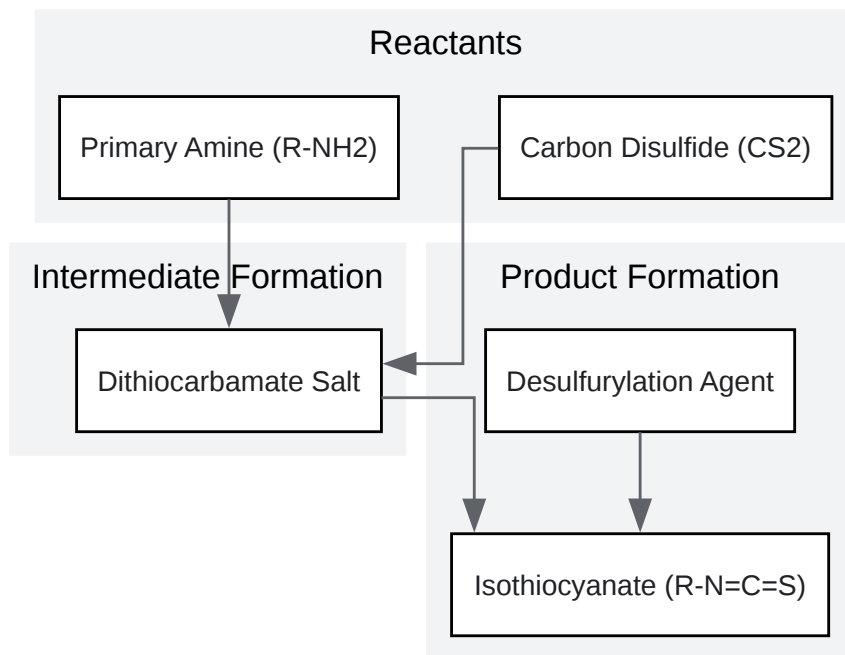 Reactants
Primary Amine (R-NH2)
Carbon Disulfide (CS2)
Intermediate Formation
Product Formation
Dithiocarbamate Salt
Desulfurylation Agent
Isothiocyanate (R-N=C=S)